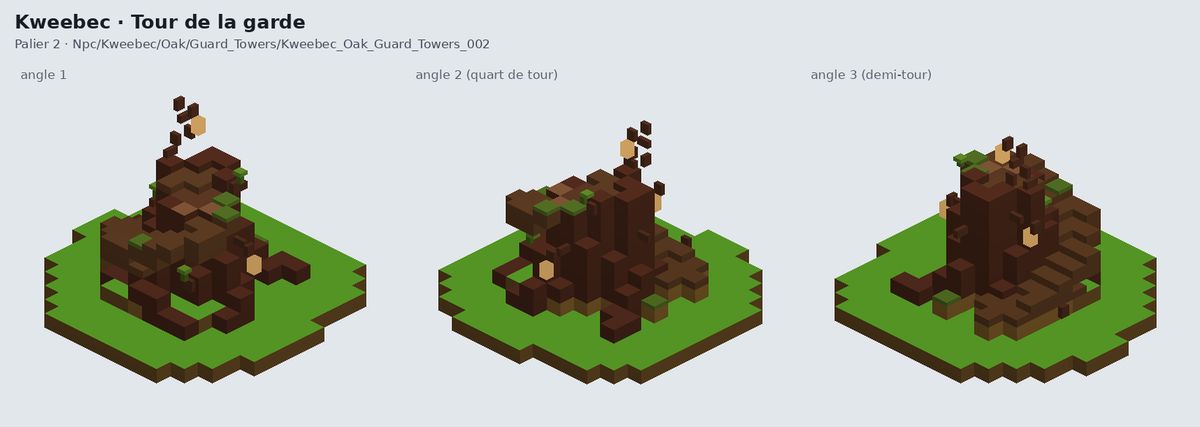 Kweebec · Tour de la garde
Palier 2 · Npc/Kweebec/Oak/Guard_Towers/Kweebec_Oak_Guard_Towers_002
angle 1
angle 2 (quart de tour)
angle 3 (demi-tour)